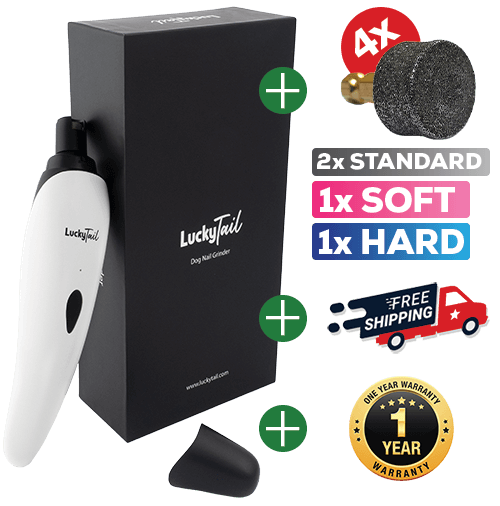 4X
2x STANDARD
1x SOFT
1x HARD
LuckyTail
LuckyTail
Dog Nail Grinder
www.luckytail.com
FREE
SHIPPING
ONE YEAR WARRANTY
1
YEAR
WARRANTY